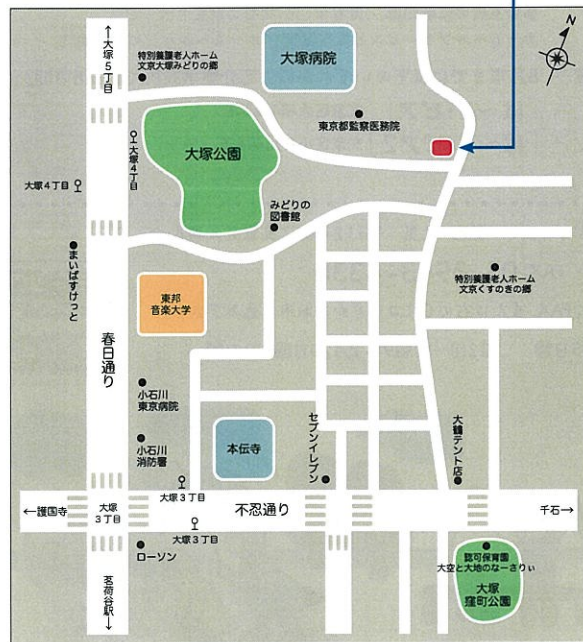 N
←大塚5丁目
特別養護老人ホーム
文京大塚みどりの郷
大塚病院
東京都監察医務院
大塚公園
大塚4丁目
大塚4丁目
みどりの
図書館
まいばすけっと
特別養護老人ホーム
文京くすのきの郷
東邦
音楽大学
春日通り
小石川
東京病院
小石川
消防署
本伝寺
セブンイレブン
大鶴テント店
大塚3丁目
←護国寺
大塚
3丁目
不忍通り
千石→
大塚3丁目
ローソン
認可保育園
大空と大地のなーさりぃ
大塚
窪町公園
茗荷谷駅→